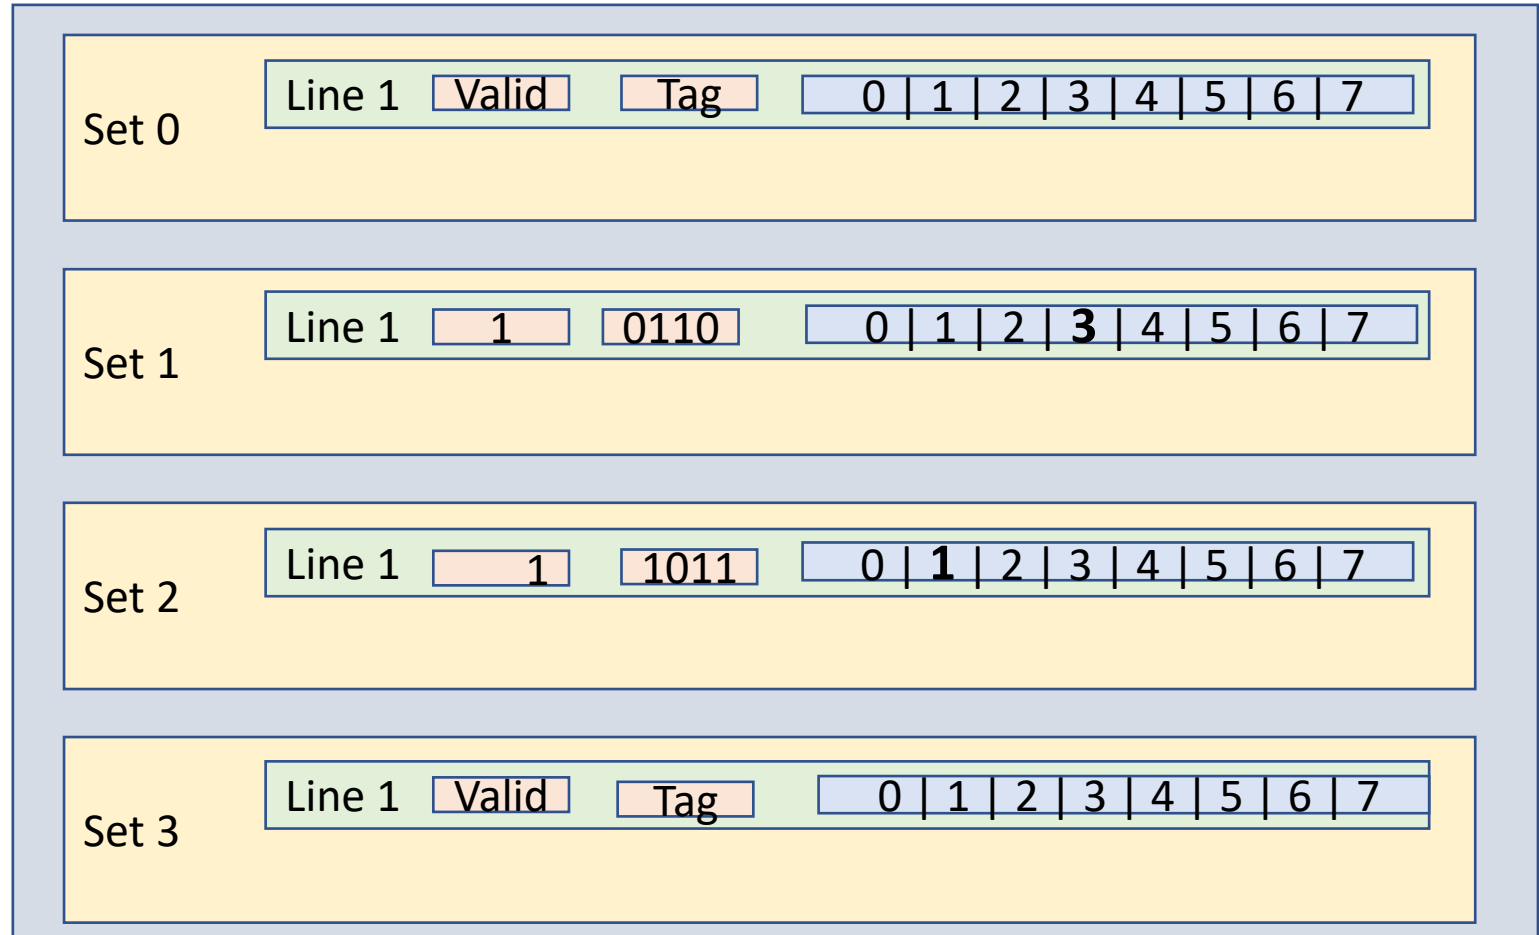 Line 1 Valid Tag 0 | 1 | 2 | 3 | 4 | 5 | 6 | 7
Set 0
Line 1 1 0110 0 | 1 | 2 | 3 | 4 | 5 | 6 | 7
Set 1
Line 1 1 1011 0 | 1 | 2 | 3 | 4 | 5 | 6 | 7
Set 2
Line 1 Valid Tag 0 | 1 | 2 | 3 | 4 | 5 | 6 | 7
Set 3